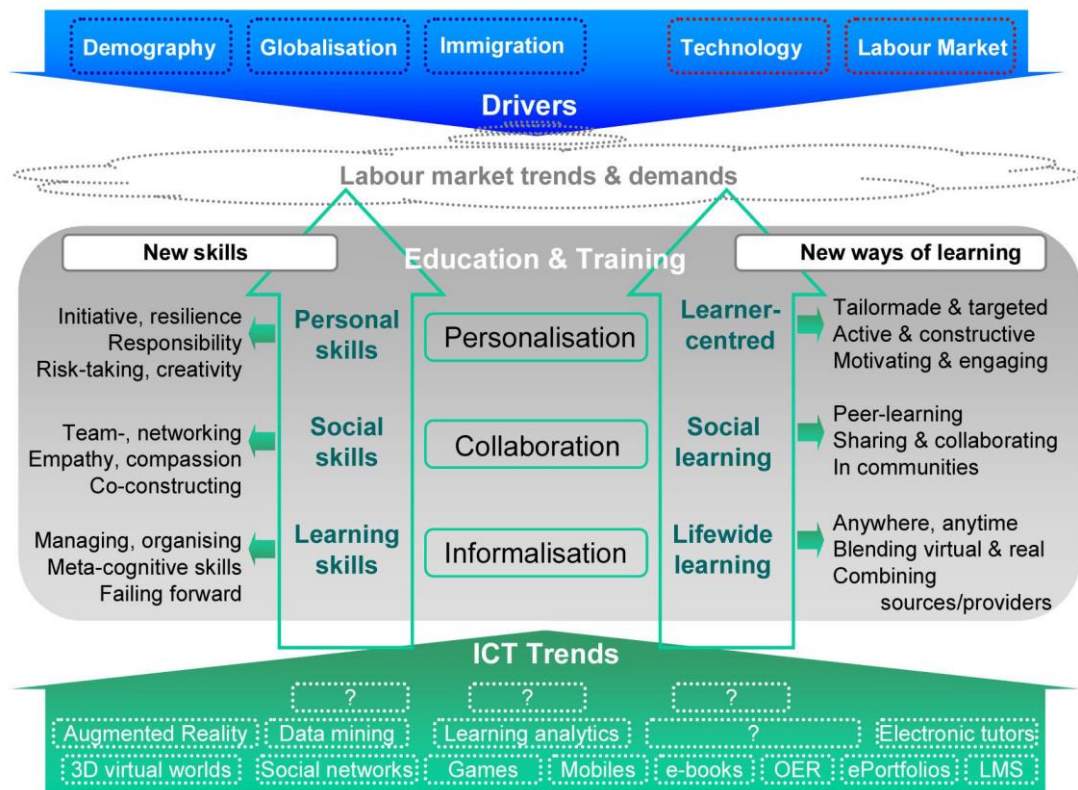 Demography
Globalisation
Immigration
Technology
Labour Market
Drivers
Labour market trends & demands
New skills
Education & Training
New ways of learning
Initiative, resilience
Responsibility
Risk-taking, creativity
Personal
skills
Personalisation
Learner-
centred
Tailormade & targeted
Active & constructive
Motivating & engaging
Team-, networking
Empathy, compassion
Co-constructing
Social
skills
Collaboration
Social
learning
Peer-learning
Sharing & collaborating
In communities
Managing, organising
Meta-cognitive skills
Failing forward
Learning
skills
Informalisation
Lifewide
learning
Anywhere, anytime
Blending virtual & real
Combining
sources/providers
ICT Trends
?
?
?
Augmented Reality
Data mining
Learning analytics
?
Electronic tutors
3D virtual worlds
Social networks
Games
Mobiles
e-books
OER
ePortfolios
LMS